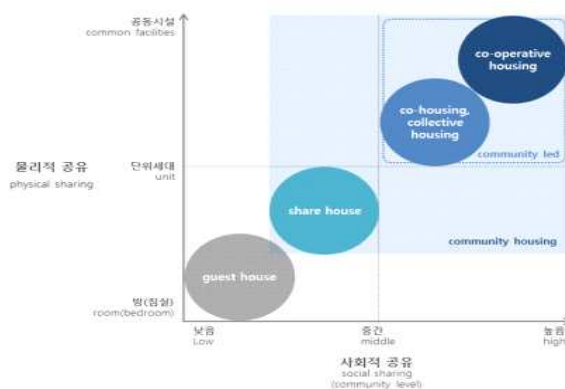 공동시설
common facilities
co-operative
housing
co-housing,
collective
housing
community led
물리적 공유
physical sharing
단위세대
unit
share house
community housing
guest house
방(침실)
room(bedroom)
낮음
Low
중간
middle
높음
high
사회적 공유
social sharing
(community level)